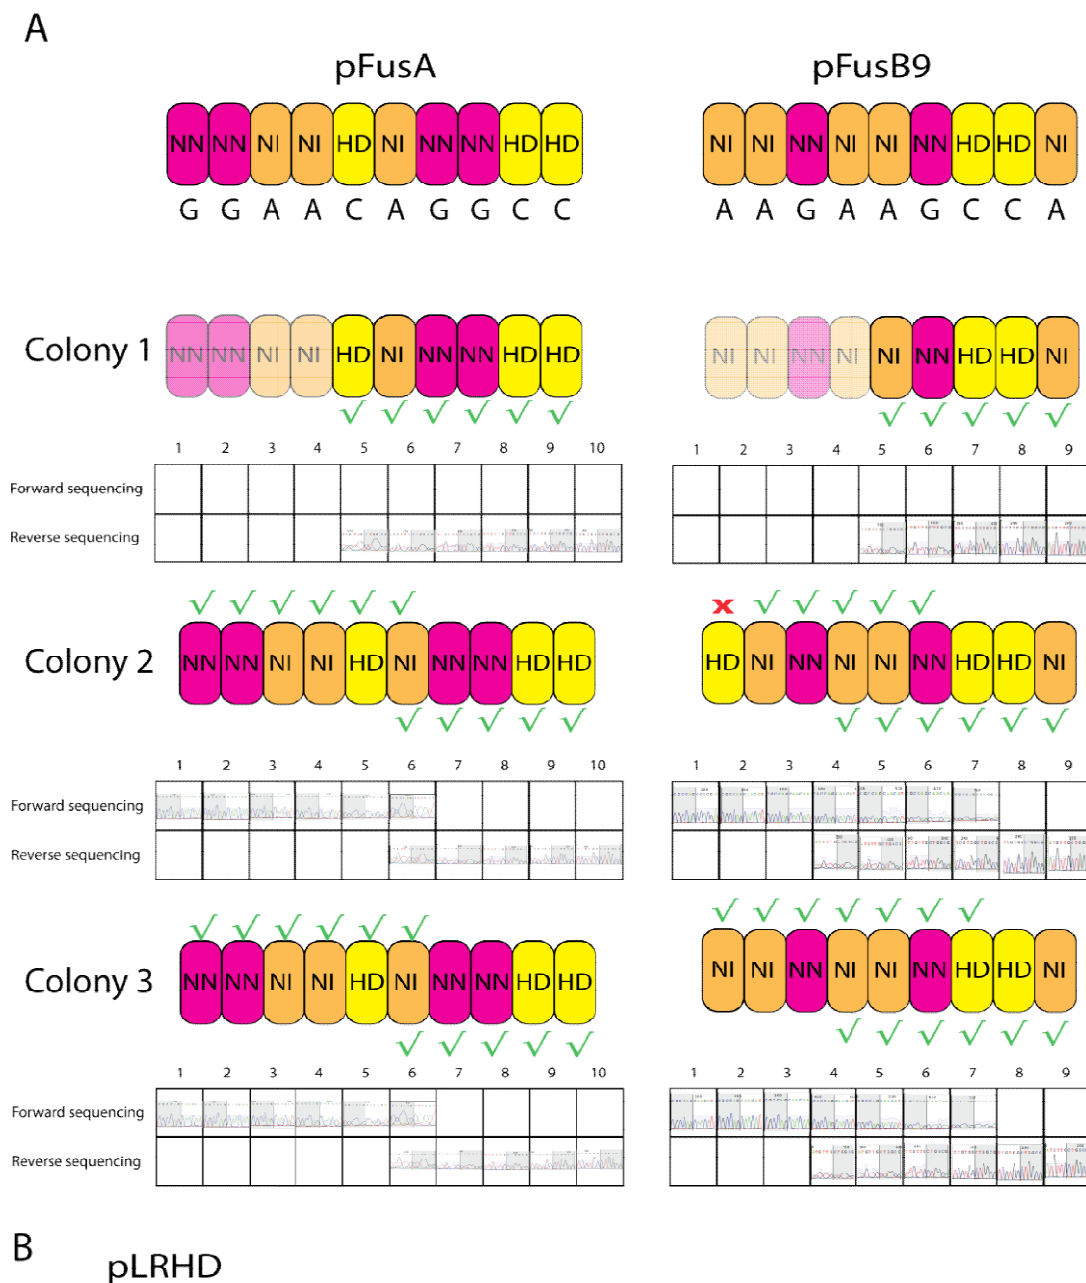 A
pFusA pFusB9
NN NN NI NI HD NI NN NN HD HD NI NI NN NI NI NN HD HD NI
G G A A C A G G C C A A G A A G C C A
Colony 1 NN NN NI NI HD NI NN NN HD HD NI NI NN NI NI NN HD HD NI
1 2 3 4 5 6 7 8 9 10 1 2 3 4 5 6 7 8 9
Forward sequencing
Reverse sequencing
Colony 2 NN NN NI NI HD NI NN NN HD HD HD NI NN NI NI NN HD HD NI
1 2 3 4 5 6 7 8 9 10 1 2 3 4 5 6 7 8 9
Forward sequencing
Reverse sequencing
Colony 3 NN NN NI NI HD NI NN NN HD HD NI NI NN NI NI NN HD HD NI
1 2 3 4 5 6 7 8 9 10 1 2 3 4 5 6 7 8 9
Forward sequencing
Reverse sequencing
B pLRHD